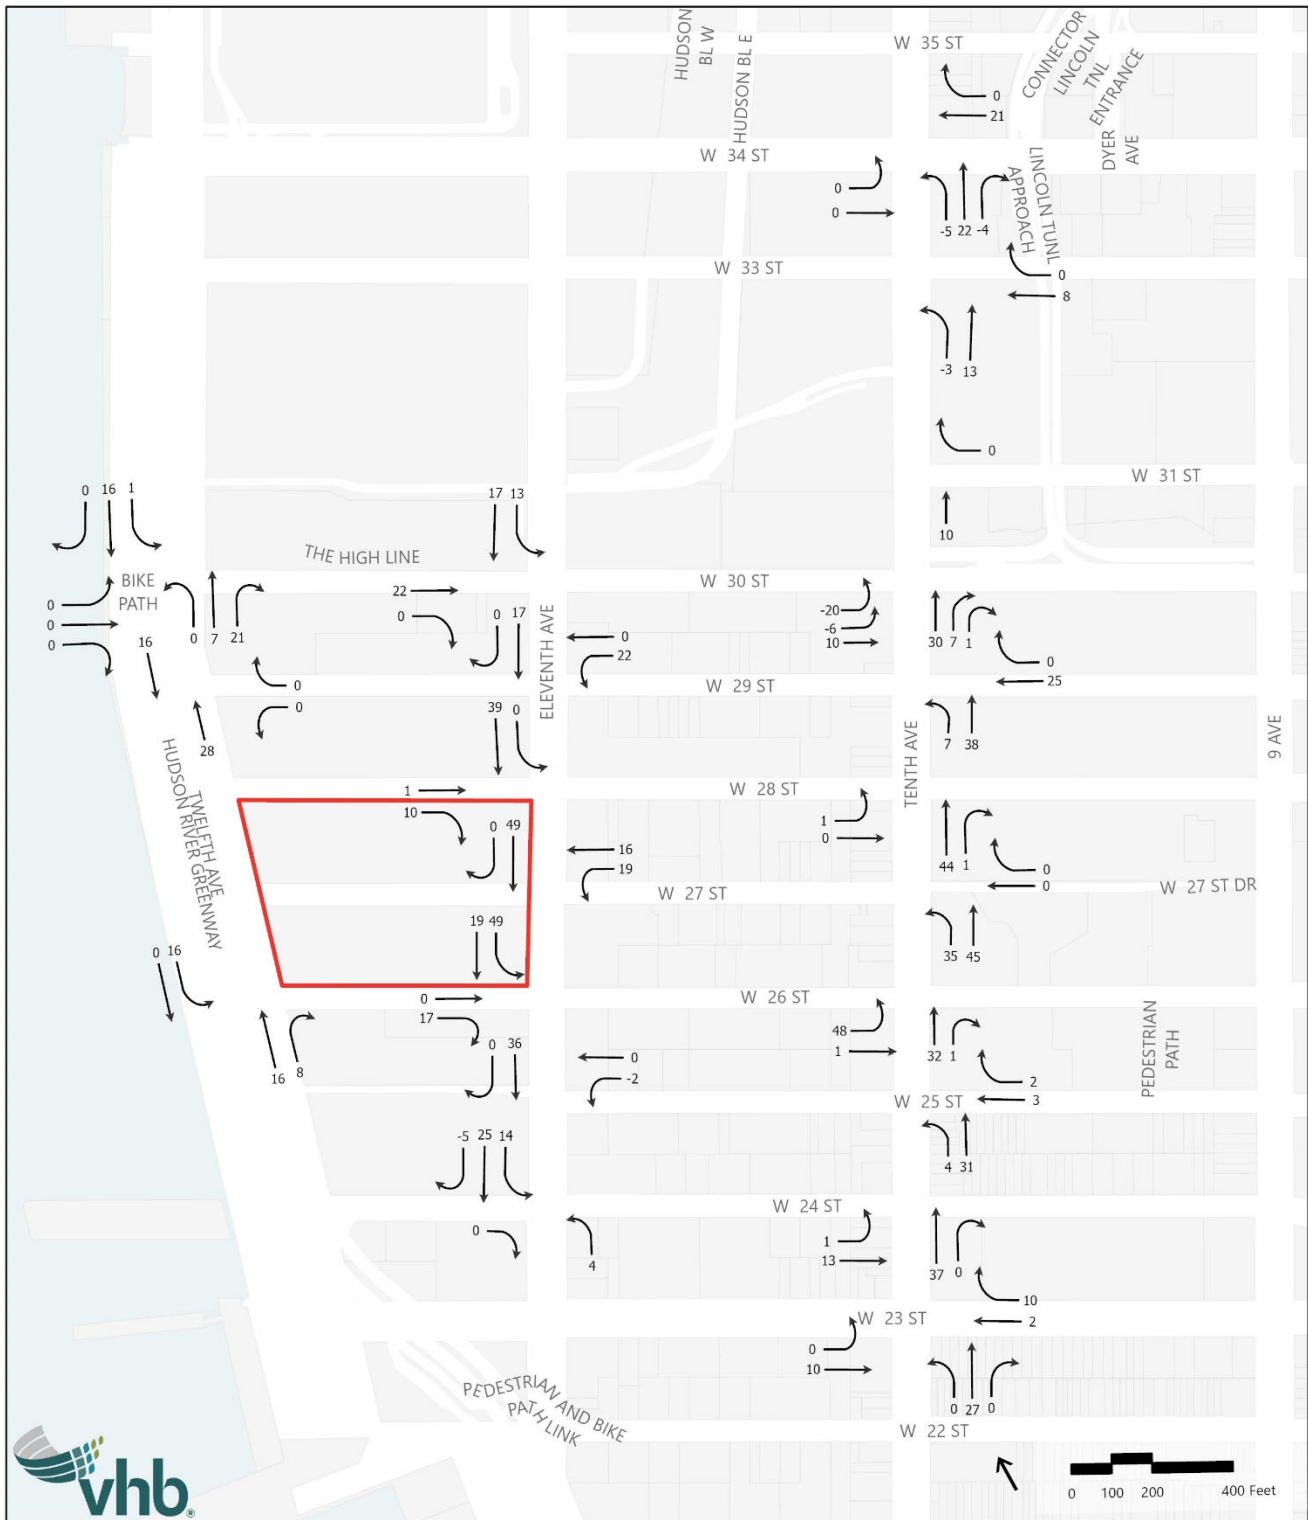 W 35 ST
HUDSON
BL W
HUDSON BL E
CONNECTOR
LINCOLN
TNL
ENTRANCE
DYER
AVE
0
21
W 34 ST
LINCOLN TUNL
APPROACH
0
0
-5 22 -4
W 33 ST
0
8
-3 13
0
W 31 ST
0 16 1
17 13
10
THE HIGH LINE
W 30 ST
BIKE
PATH
0
0
0
16
0 7 21
22
0
0 17
ELEVENTH AVE
0
22
-20
-6
10
30 7 1
0
25
0
0
W 29 ST
28
39 0
TENTH AVE
7 38
9 AVE
HUDSON RIVER GREENWAY
TWELFTH AVE
1
10
W 28 ST
0 49
1
0
16
19
44 1
0
0
W 27 ST
W 27 ST DR
19 49
35 45
0 16
0
17
W 26 ST
16 8
0 36
0
-2
48
1
32 1
2
3
PEDESTRIAN
PATH
W 25 ST
-5 25 14
4 31
W 24 ST
0
4
1
13
37 0
10
2
W 23 ST
0
10
0 27 0
PEDESTRIAN AND BIKE
PATH LINK
W 22 ST
vhb®
0 100 200 400 Feet